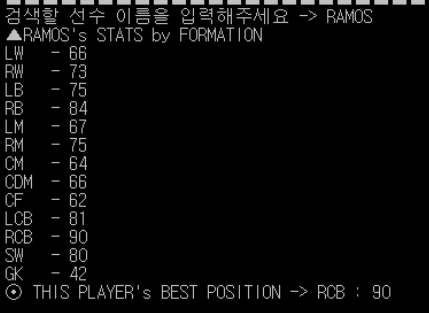 검색할 선수 이름을 입력해주세요 -> RAMOS
▲RAMOS's STATS by FORMATION
LW - 66
RW - 73
LB - 75
RB - 84
LM - 67
RM - 75
CM - 64
CDM - 66
CF - 62
LCB - 81
RCB - 90
SW - 80
GK - 42
⊙ THIS PLAYER's BEST POSITION -> RCB : 90